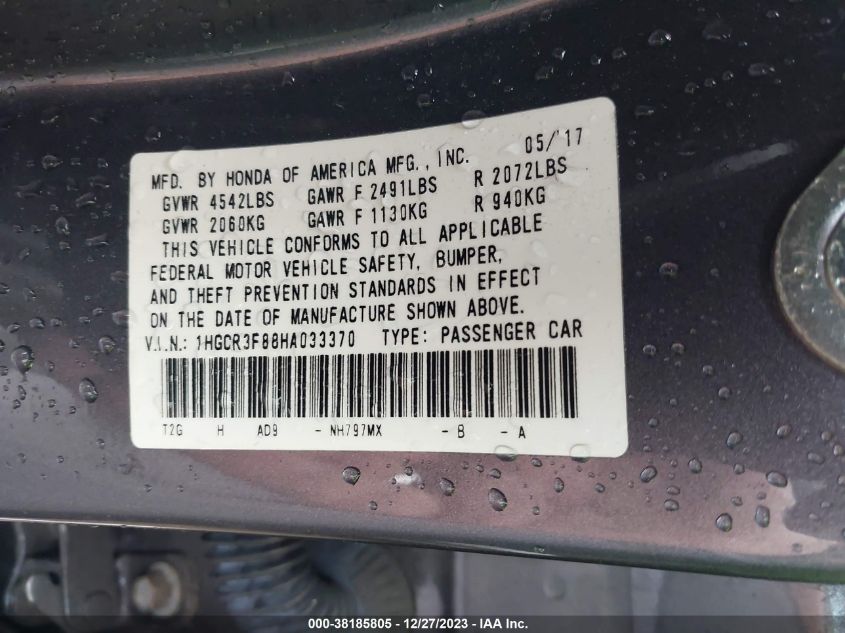 05/'17
MFD. BY HONDA OF AMERICA MFG., INC.
GVWR 4542LBS GAWR F 2491LBS R 2072LBS
GVWR 2060KG GAWR F 1130KG R 940KG
THIS VEHICLE CONFORMS TO ALL APPLICABLE
FEDERAL MOTOR VEHICLE SAFETY, BUMPER,
AND THEFT PREVENTION STANDARDS IN EFFECT
ON THE DATE OF MANUFACTURE SHOWN ABOVE.
V.I.N.: 1HGCR3F88HA033370 TYPE: PASSENGER CAR
T2G H AD9 -NH797MX -B -A
000-38185805 - 12/27/2023 - IAA Inc.